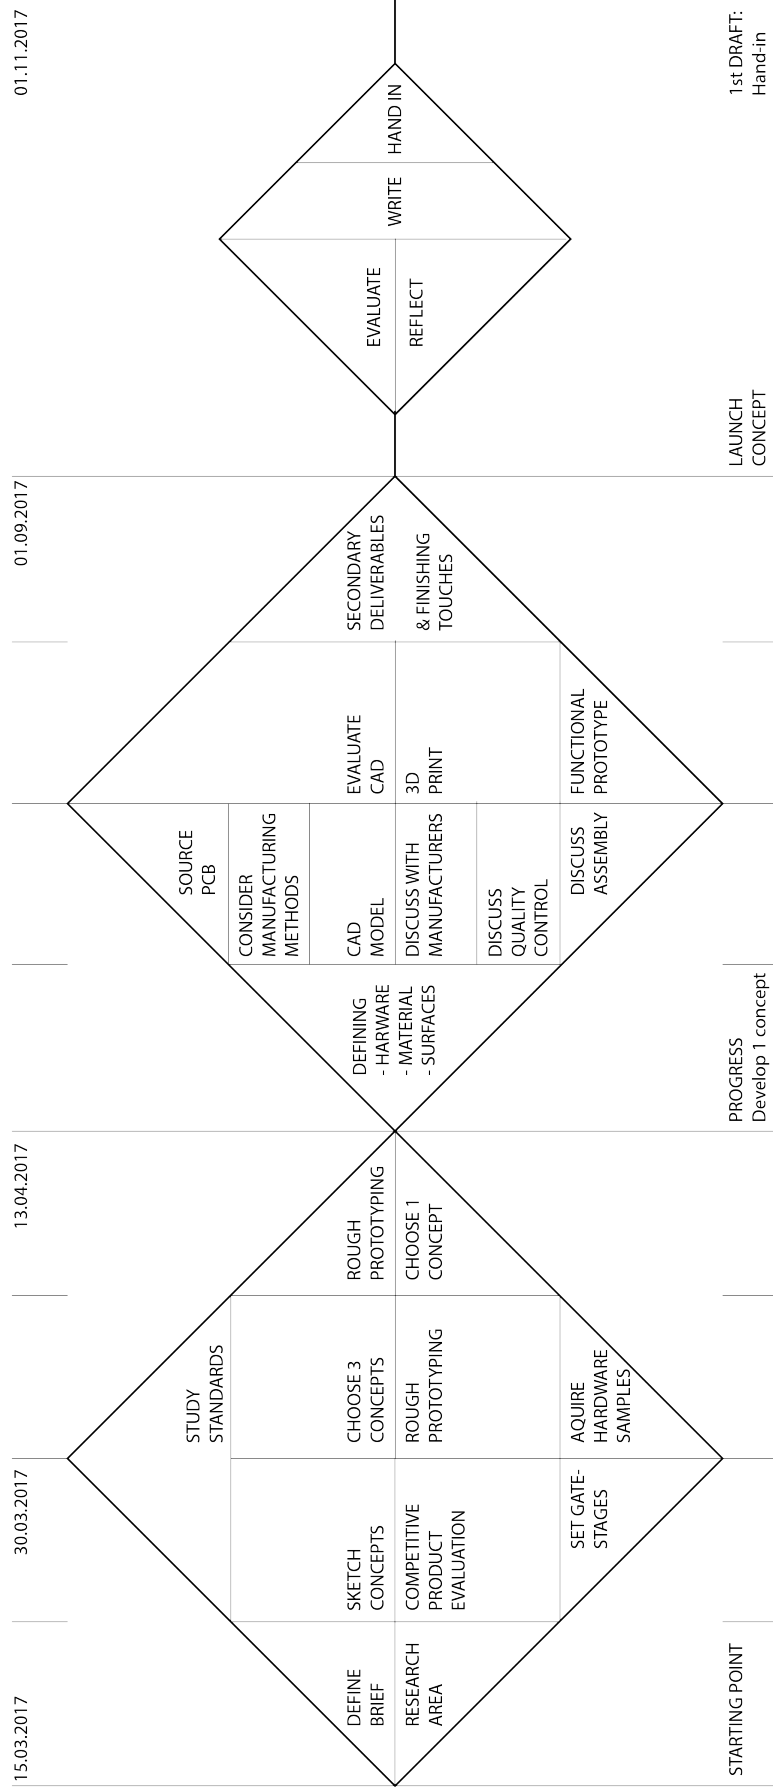 15.03.2017
30.03.2017
13.04.2017
01.09.2017
01.11.2017
DEFINE
BRIEF
RESEARCH
AREA
SKETCH
CONCEPTS
COMPETITIVE
PRODUCT
EVALUATION
SET GATE-
STAGES
STUDY
STANDARDS
CHOOSE 3
CONCEPTS
ROUGH
PROTOTYPING
AQUIRE
HARDWARE
SAMPLES
ROUGH
PROTOTYPING
CHOOSE 1
CONCEPT
DEFINING
- HARWARE
- MATERIAL
- SURFACES
SOURCE
PCB
CONSIDER
MANUFACTURING
METHODS
CAD
MODEL
DISCUSS WITH
MANUFACTURERS
DISCUSS
QUALITY
CONTROL
DISCUSS
ASSEMBLY
EVALUATE
CAD
3D
PRINT
FUNCTIONAL
PROTOTYPE
SECONDARY
DELIVERABLES
& FINISHING
TOUCHES
EVALUATE
REFLECT
WRITE
HAND IN
STARTING POINT
PROGRESS
Develop 1 concept
LAUNCH
CONCEPT
1st DRAFT:
Hand-in